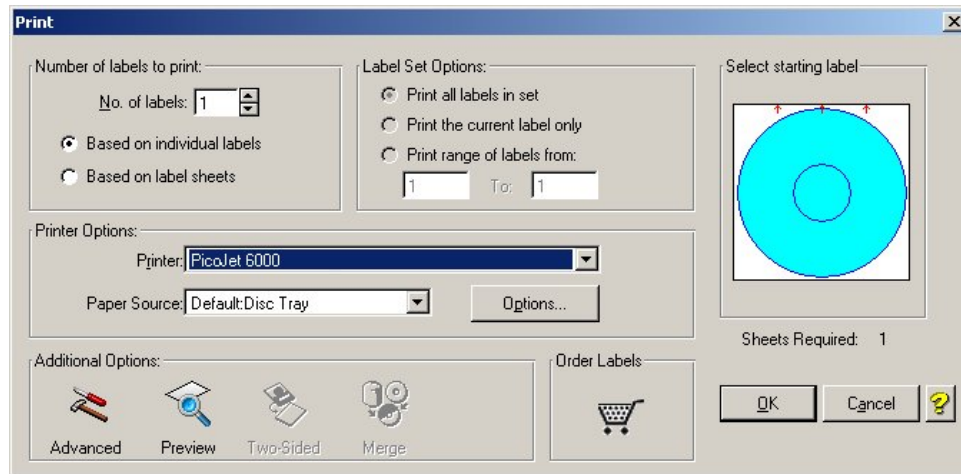 Print
Number of labels to print:
No. of labels: 1
Based on individual labels
Based on label sheets
Label Set Options:
Print all labels in set
Print the current label only
Print range of labels from:
1 To: 1
Select starting label
Printer Options:
Printer: PicoJet 6000
Paper Source: Default:Disc Tray
Options...
Sheets Required: 1
Additional Options:
Advanced
Preview
Two-Sided
Merge
Order Labels
OK
Cancel
?